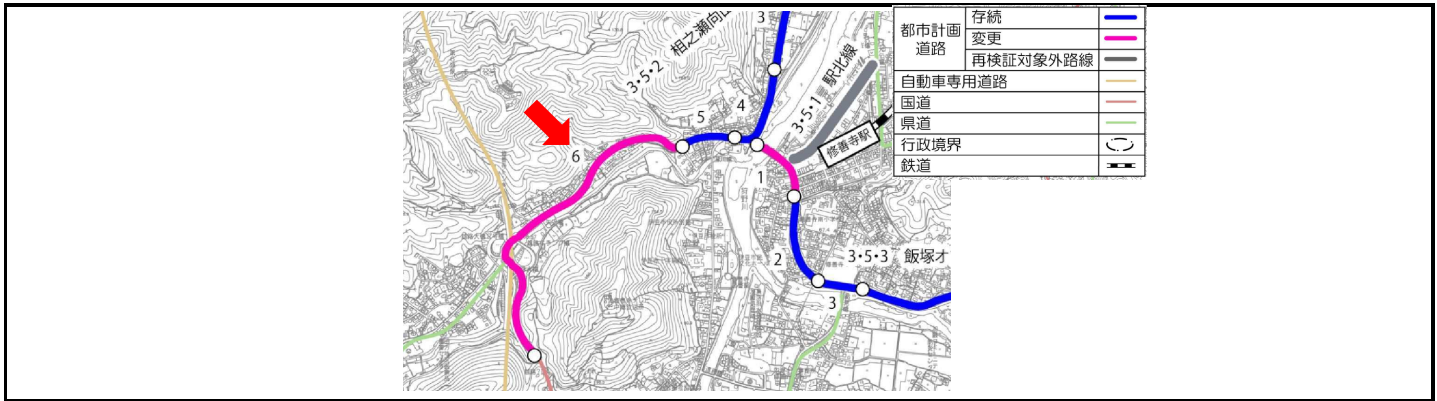 3
3・5・2 相之瀬向田
4
5
3・5・1 駅北線
修善寺駅
6
1
2
3・5・3 飯塚オ
3
都市計画
道路
存続
変更
再検証対象外路線
自動車専用道路
国道
県道
行政境界
鉄道